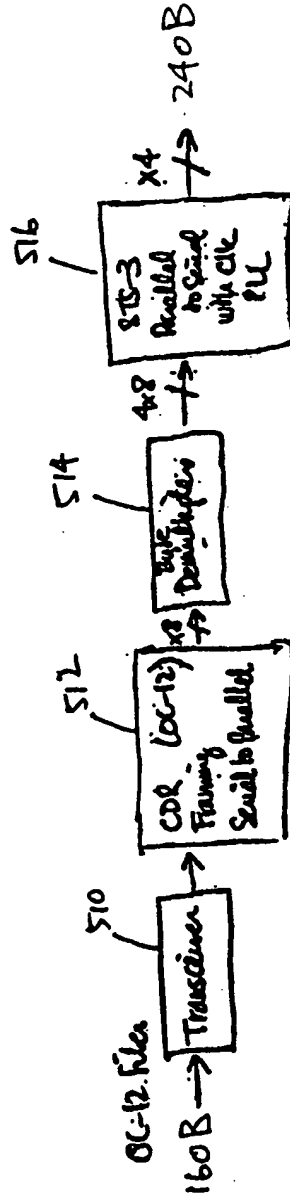 OC-12 Fiber
160B
510
Transceiver
512
CDR (OC-12)
Framing
Serial to Parallel
x8
514
Byte
Demultiplexer
4x8
516
STS-3
Parallel
to Serial
with Clk
PLL
x4
240B